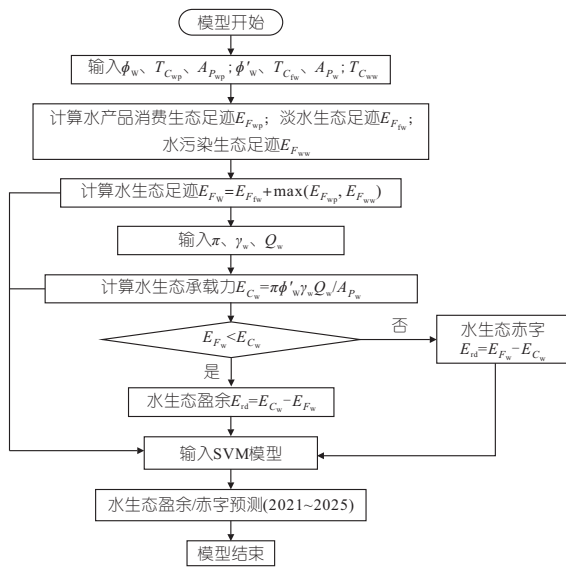 模型开始
输入ϕ_W、T_{C_wp}、A_{P_wp};ϕ′_W、T_{C_fw}、A_{P_w};T_{C_ww}
计算水产品消费生态足迹E_{F_wp};淡水生态足迹E_{F_fw};
水污染生态足迹E_{F_ww}
计算水生态足迹E_{F_W}=E_{F_fw}+max(E_{F_wp}, E_{F_ww})
输入π、γ_w、Q_w
计算水生态承载力E_{C_w}=πϕ′_Wγ_wQ_w/A_{P_w}
E_{F_w}<E_{C_w}
否
水生态赤字
E_rd=E_{F_w}−E_{C_w}
是
水生态盈余E_rd=E_{C_w}−E_{F_w}
输入SVM模型
水生态盈余/赤字预测(2021~2025)
模型结束